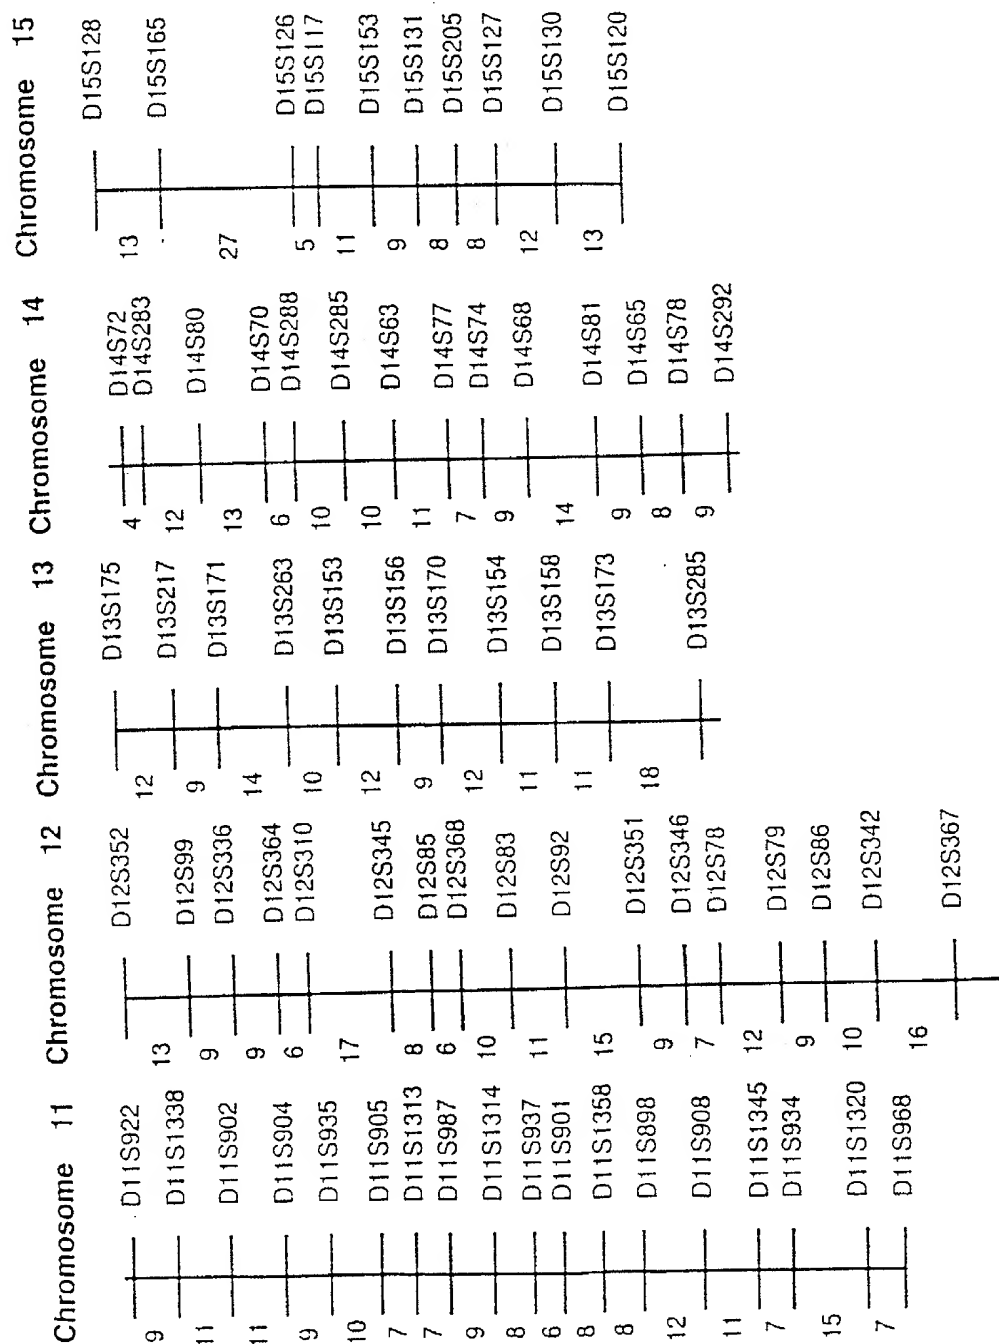 Chromosome 11
D11S922
9
D11S1338
11
D11S902
11
D11S904
9
D11S935
10
D11S905
7
D11S1313
7
D11S987
9
D11S1314
8
D11S937
6
D11S901
8
D11S1358
8
D11S898
12
D11S908
11
D11S1345
7
D11S934
15
D11S1320
7
D11S968
Chromosome 12
D12S352
13
D12S99
9
D12S336
9
D12S364
6
D12S310
17
D12S345
8
D12S85
6
D12S368
10
D12S83
11
D12S92
15
D12S351
9
D12S346
7
D12S78
12
D12S79
9
D12S86
10
D12S342
16
D12S367
Chromosome 13
D13S175
12
D13S217
9
D13S171
14
D13S263
10
D13S153
12
D13S156
9
D13S170
12
D13S154
11
D13S158
11
D13S173
18
D13S285
Chromosome 14
D14S72
4
D14S283
12
D14S80
13
D14S70
6
D14S288
10
D14S285
10
D14S63
11
D14S77
7
D14S74
9
D14S68
14
D14S81
9
D14S65
8
D14S78
9
D14S292
Chromosome 15
D15S128
13
D15S165
27
D15S126
5
D15S117
11
D15S153
9
D15S131
8
D15S205
8
D15S127
12
D15S130
13
D15S120